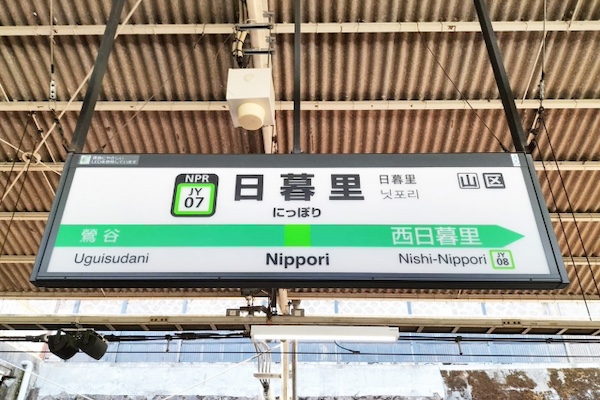 NPR
JY
07
日暮里
にっぽり
日暮里
닛포리
山 区
鶯谷
西日暮里
Uguisudani
Nippori
Nishi-Nippori
JY
08